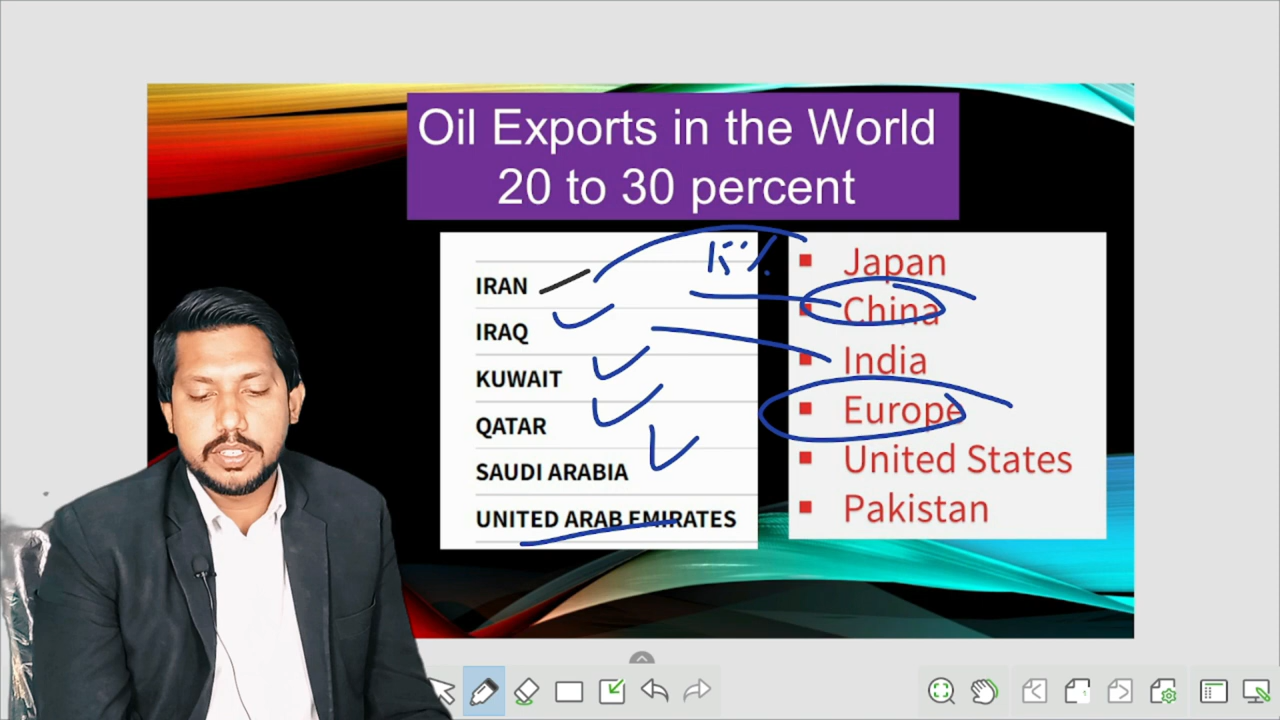 Oil Exports in the World
20 to 30 percent
IRAN
IRAQ
KUWAIT
QATAR
SAUDI ARABIA
UNITED ARAB EMIRATES
15%
Japan
China
India
Europe
United States
Pakistan